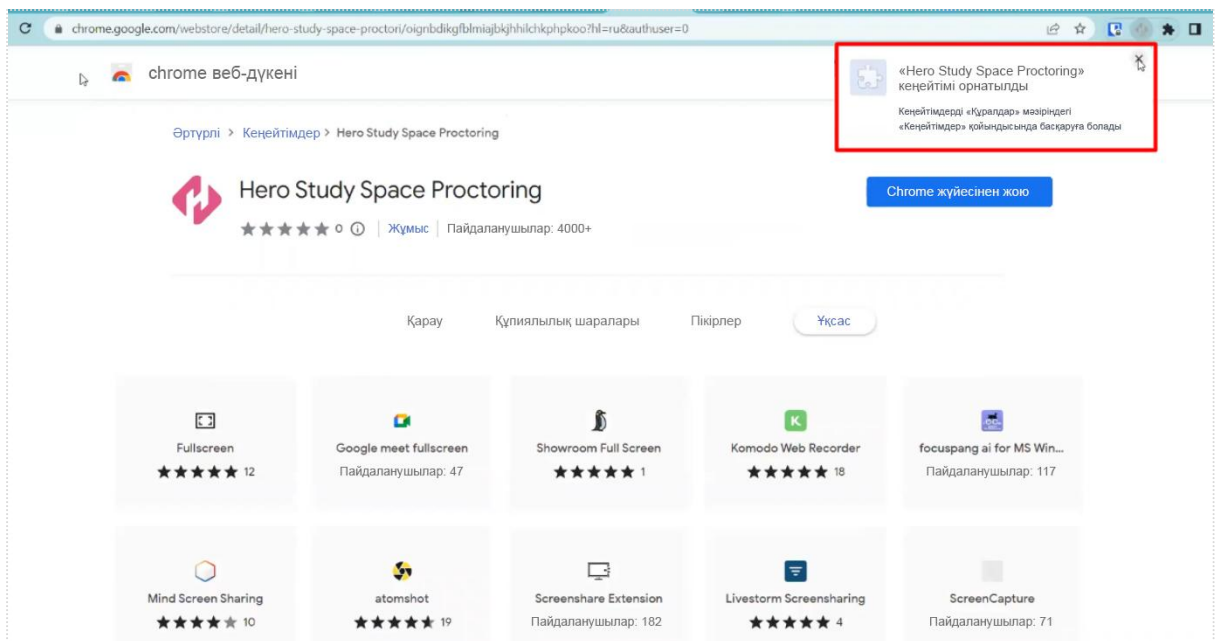 chrome.google.com/webstore/detail/hero-study-space-proctori/oignbdikgfblmiajbkjhhilchkphpkoo?hl=ru&authuser=0
chrome веб-дүкені
«Hero Study Space Proctoring»
кеңейтімі орнатылды
Кеңейтімдерді «Құралдар» мәзіріндегі
«Кеңейтімдер» қойындысында басқаруға болады
Әртүрлі > Кеңейтімдер > Hero Study Space Proctoring
Hero Study Space Proctoring
Chrome жүйесінен жою
0 Жұмыс Пайдаланушылар: 4000+
Қарау Құпиялылық шаралары Пікірлер Ұқсас
Fullscreen Google meet fullscreen Showroom Full Screen Komodo Web Recorder focuspang ai for MS Win...
12 Пайдаланушылар: 47 1 18 Пайдаланушылар: 117
Mind Screen Sharing atomshot Screenshare Extension Livestorm Screensharing ScreenCapture
10 19 Пайдаланушылар: 182 4 Пайдаланушылар: 71